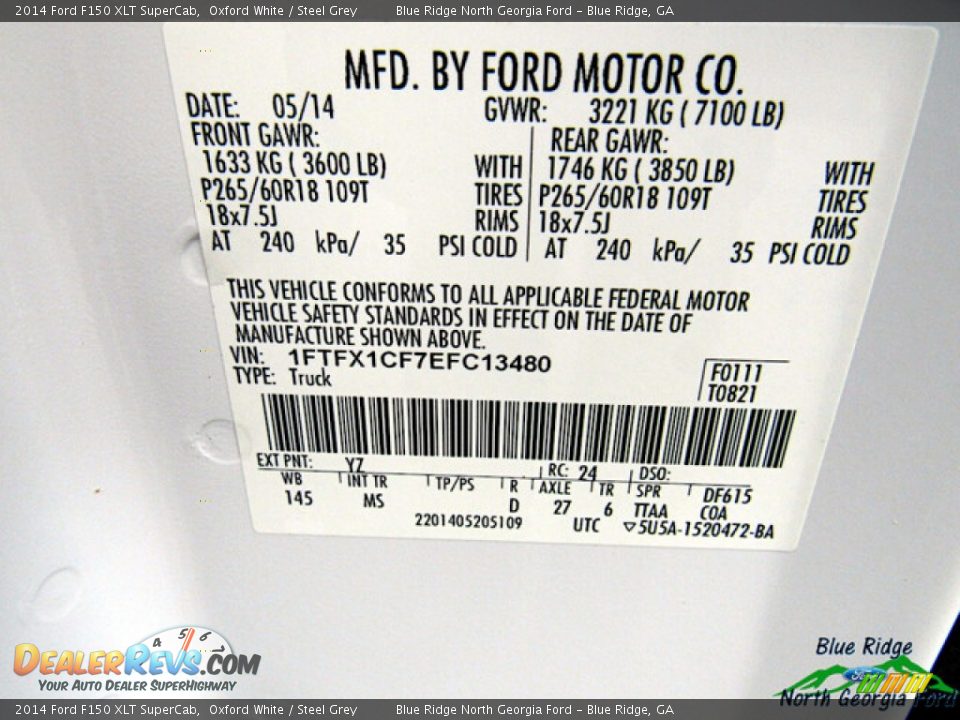 2014 Ford F150 XLT SuperCab, Oxford White / Steel Grey Blue Ridge North Georgia Ford - Blue Ridge, GA
MFD. BY FORD MOTOR CO.
DATE: 05/14 GVWR: 3221 KG ( 7100 LB)
FRONT GAWR: REAR GAWR:
1633 KG ( 3600 LB) WITH 1746 KG ( 3850 LB) WITH
P265/60R18 109T TIRES P265/60R18 109T TIRES
18x7.5J RIMS 18x7.5J RIMS
AT 240 kPa/ 35 PSI COLD AT 240 kPa/ 35 PSI COLD
THIS VEHICLE CONFORMS TO ALL APPLICABLE FEDERAL MOTOR
VEHICLE SAFETY STANDARDS IN EFFECT ON THE DATE OF
MANUFACTURE SHOWN ABOVE.
VIN: 1FTFX1CF7EFC13480
TYPE: Truck
F0111
T0821
EXT PNT: YZ RC: 24 DSO:
WB INT TR TP/PS R AXLE TR SPR DF615
145 MS D 27 6 TTAA COA
2201405205109 UTC ▽5U5A-1520472-BA
4 5 6
DEALERREVS.COM
YOUR AUTO DEALER SUPERHIGHWAY
Blue Ridge
North Georgia Ford
2014 Ford F150 XLT SuperCab, Oxford White / Steel Grey Blue Ridge North Georgia Ford - Blue Ridge, GA